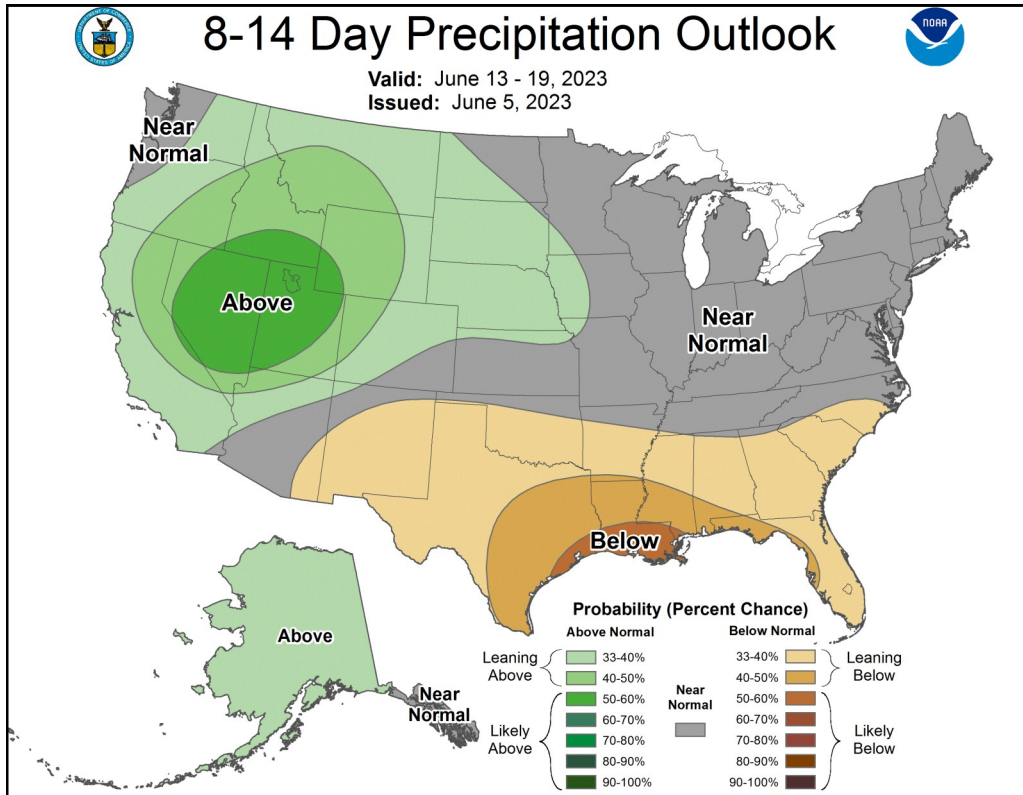 8-14 Day Precipitation Outlook
NOAA
Valid: June 13 - 19, 2023
Issued: June 5, 2023
Near
Normal
Above
Near
Normal
Below
Above
Near
Normal
Probability (Percent Chance)
Above Normal
Below Normal
Leaning
Above
33-40%
40-50%
Likely
Above
50-60%
60-70%
70-80%
80-90%
90-100%
Near
Normal
33-40%
40-50%
Leaning
Below
50-60%
60-70%
70-80%
80-90%
90-100%
Likely
Below